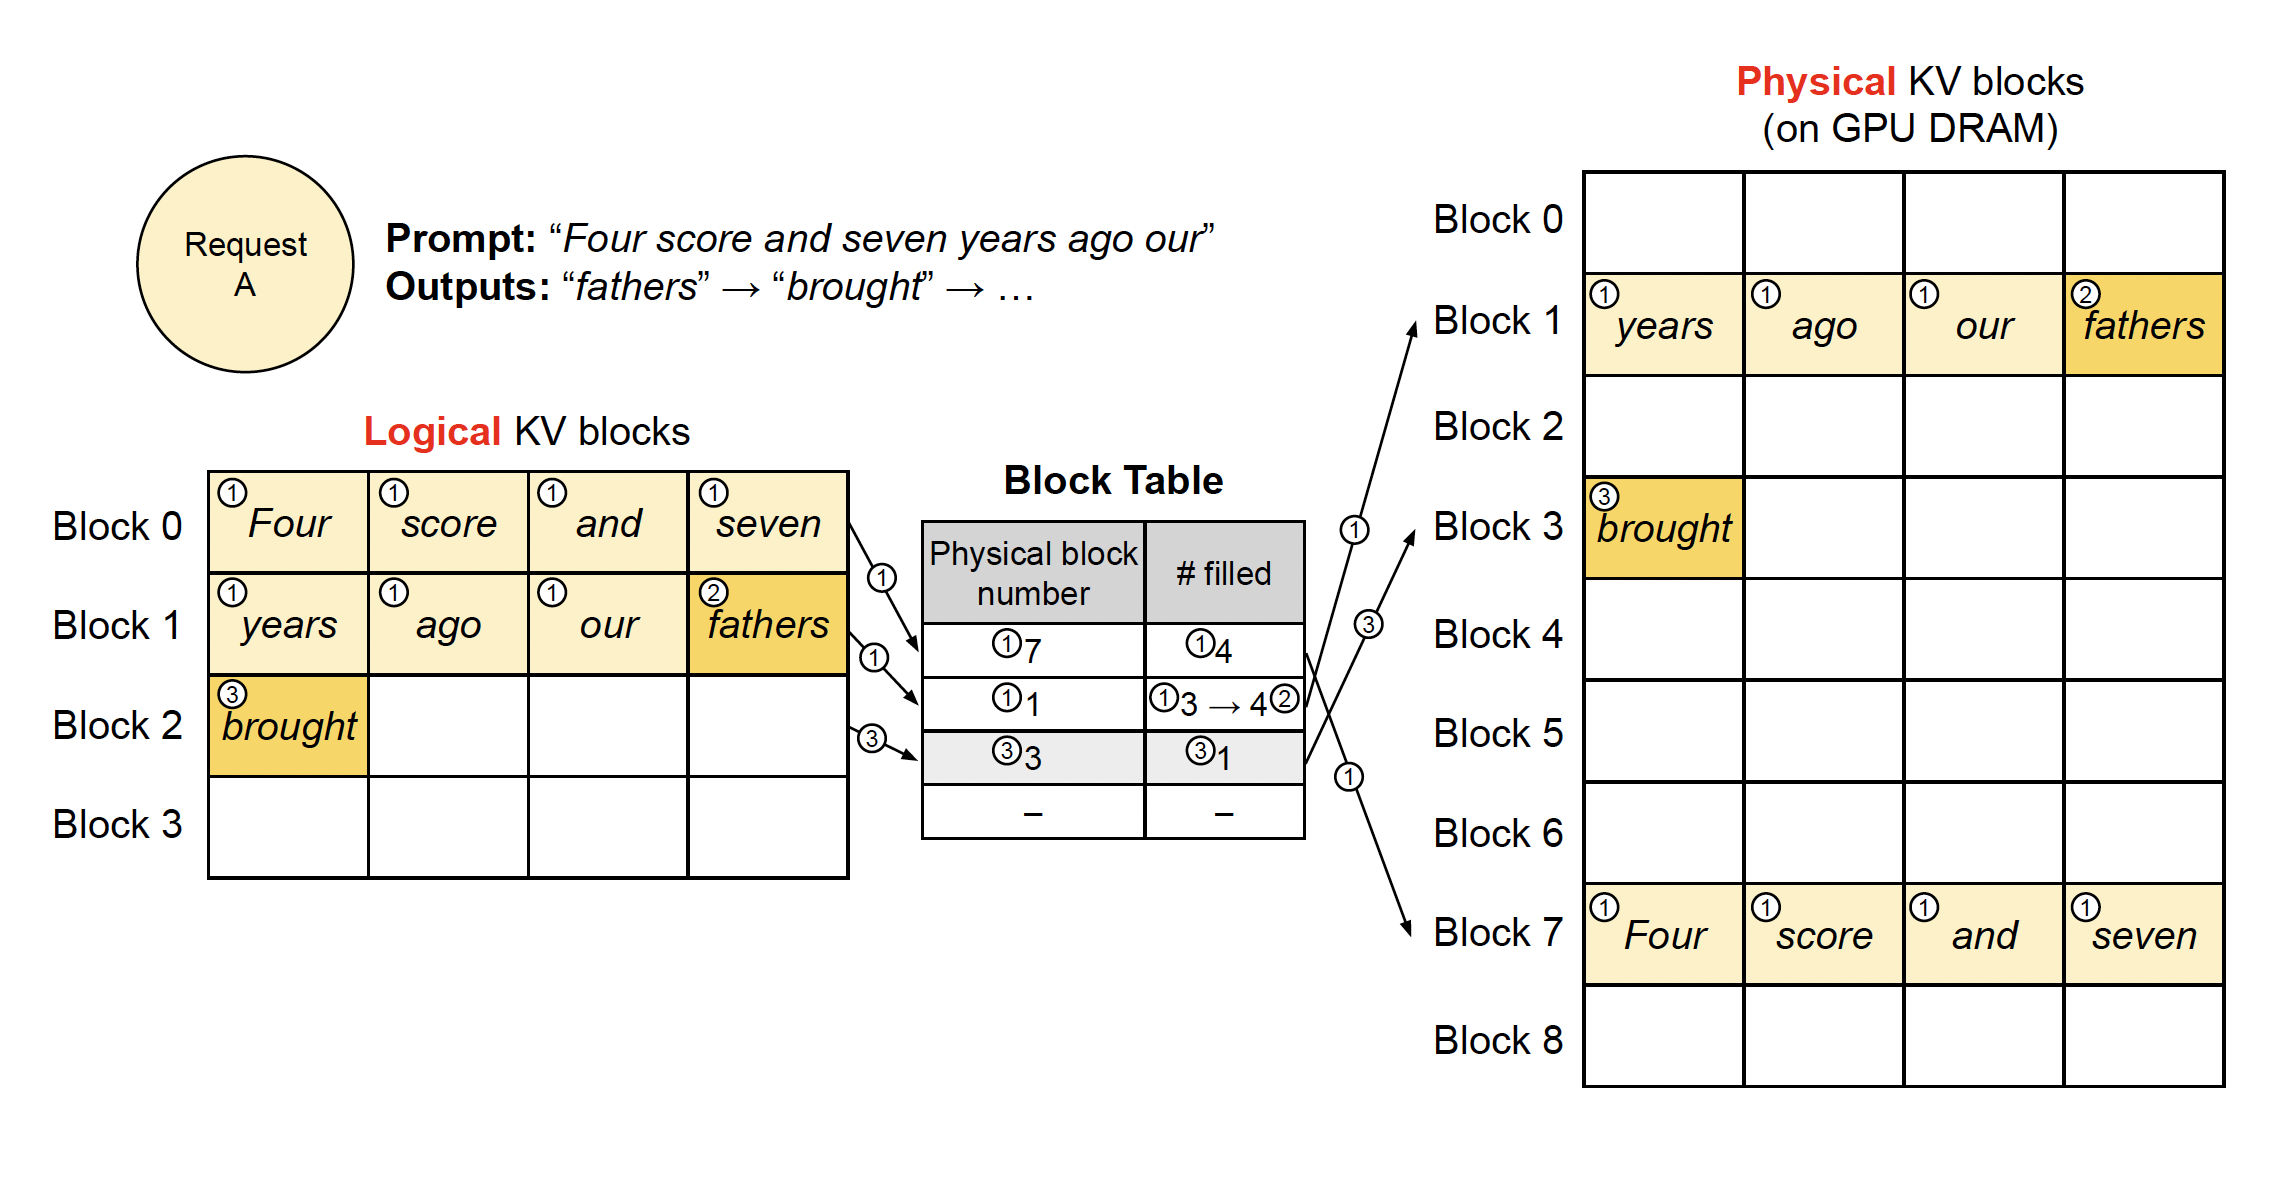 Physical KV blocks
(on GPU DRAM)
Request
A
Prompt: “Four score and seven years ago our”
Outputs: “fathers” → “brought” → …
Logical KV blocks
Block 0 ① Four ① score ① and ① seven
Block 1 ① years ① ago ① our ② fathers
Block 2 ③ brought
Block 3
① ① ③
Block Table
Physical block number # filled
①7 ①4
①1 ①3 → 4②
③3 ③1
– –
① ③ ①
Block 0
Block 1 ① years ① ago ① our ② fathers
Block 2
Block 3 ③ brought
Block 4
Block 5
Block 6
Block 7 ① Four ① score ① and ① seven
Block 8